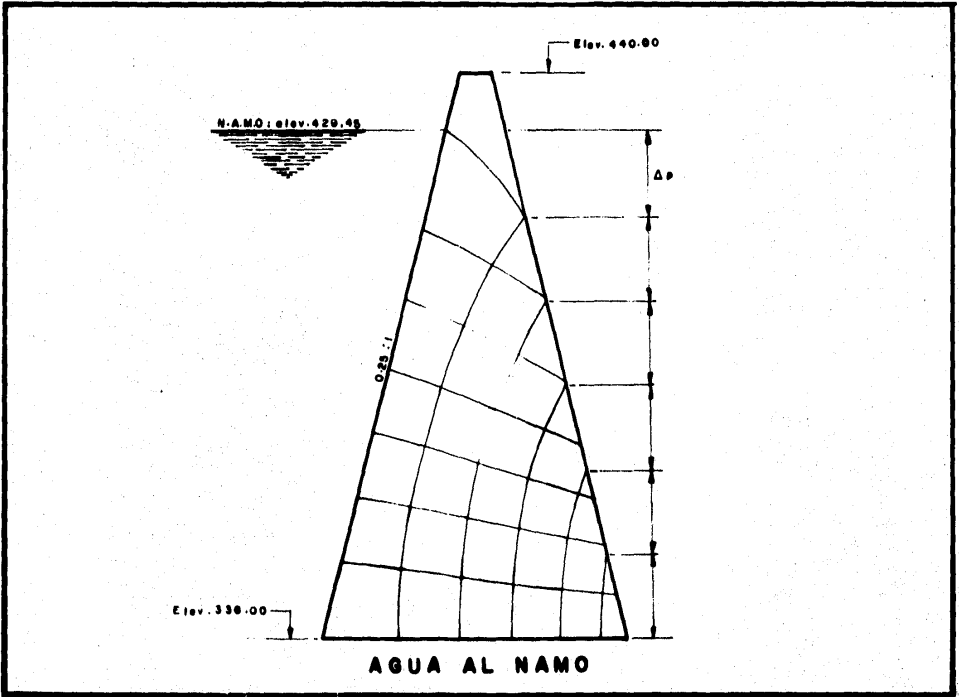 Elev. 440.80
N.A.M.O: elev. 429.45
Δp
0.25 : 1
Elev. 336.00
AGUA AL NAMO